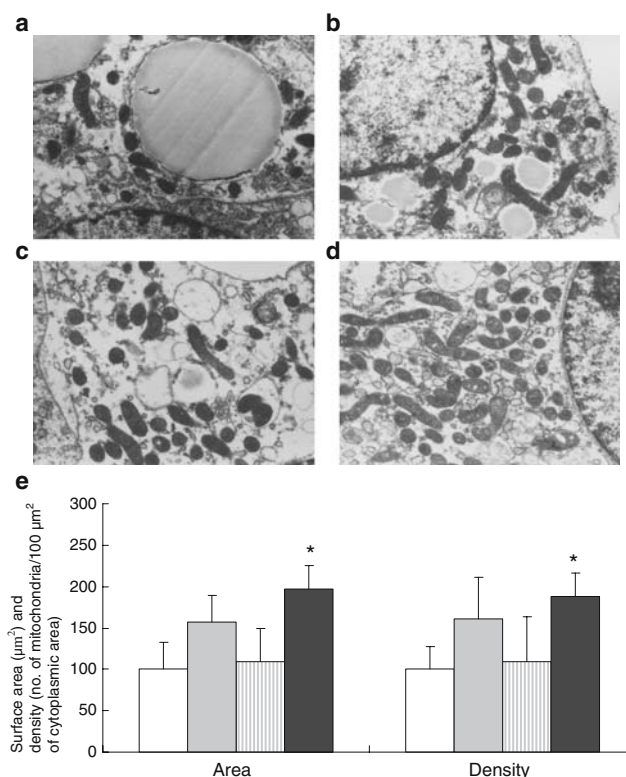 a
b
c
d
e
Surface area (µm²) and
density (no. of mitochondria/100 µm²
of cytoplasmic area)
300
250
200
150
100
50
0
*
*
Area
Density